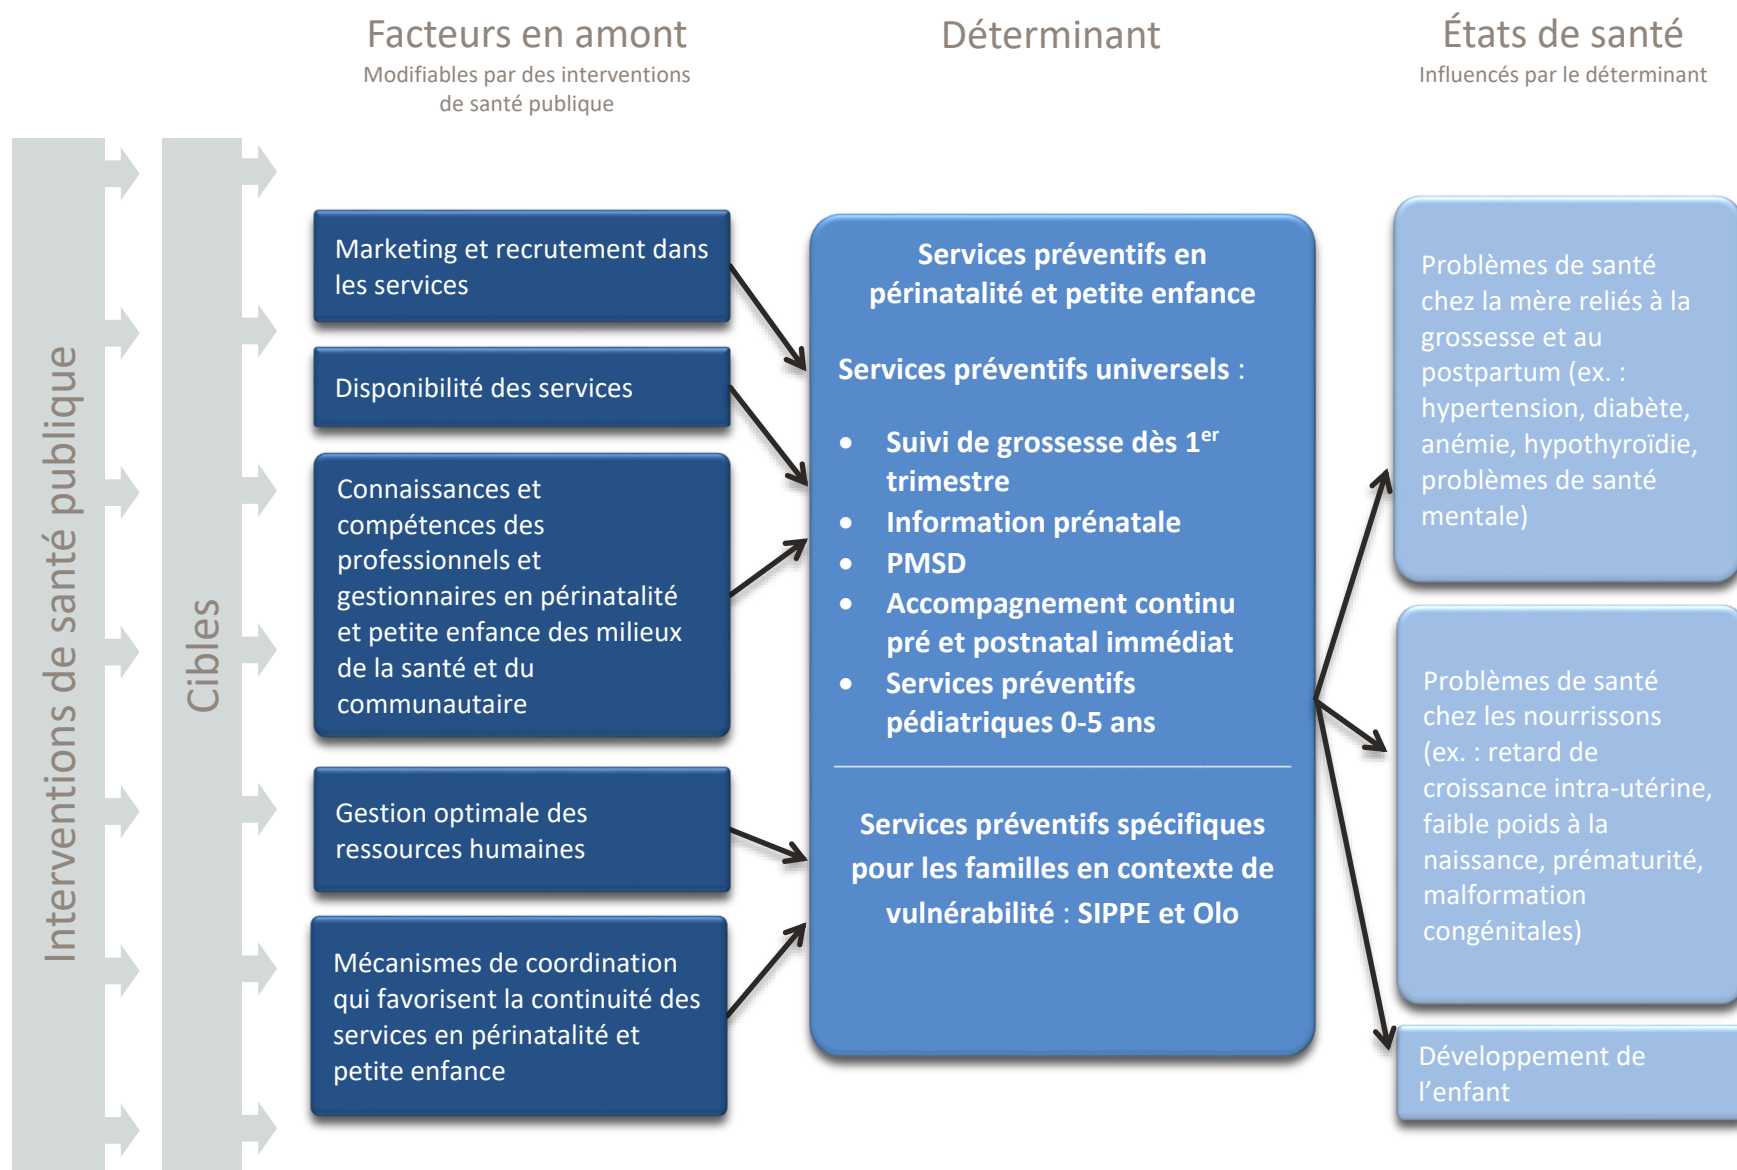 Facteurs en amont
Modifiables par des interventions
de santé publique
Déterminant
États de santé
Influencés par le déterminant
Interventions de santé publique
Cibles
Marketing et recrutement dans
les services
Disponibilité des services
Connaissances et
compétences des
professionnels et
gestionnaires en périnatalité
et petite enfance des milieux
de la santé et du
communautaire
Gestion optimale des
ressources humaines
Mécanismes de coordination
qui favorisent la continuité des
services en périnatalité et
petite enfance
Services préventifs en
périnatalité et petite enfance
Services préventifs universels :
• Suivi de grossesse dès 1er
trimestre
• Information prénatale
• PMSD
• Accompagnement continu
pré et postnatal immédiat
• Services préventifs
pédiatriques 0-5 ans
Services préventifs spécifiques
pour les familles en contexte de
vulnérabilité : SIPPE et Olo
Problèmes de santé
chez la mère reliés à la
grossesse et au
postpartum (ex. :
hypertension, diabète,
anémie, hypothyroïdie,
problèmes de santé
mentale)
Problèmes de santé
chez les nourrissons
(ex. : retard de
croissance intra-utérine,
faible poids à la
naissance, prématurité,
malformation
congénitales)
Développement de
l'enfant